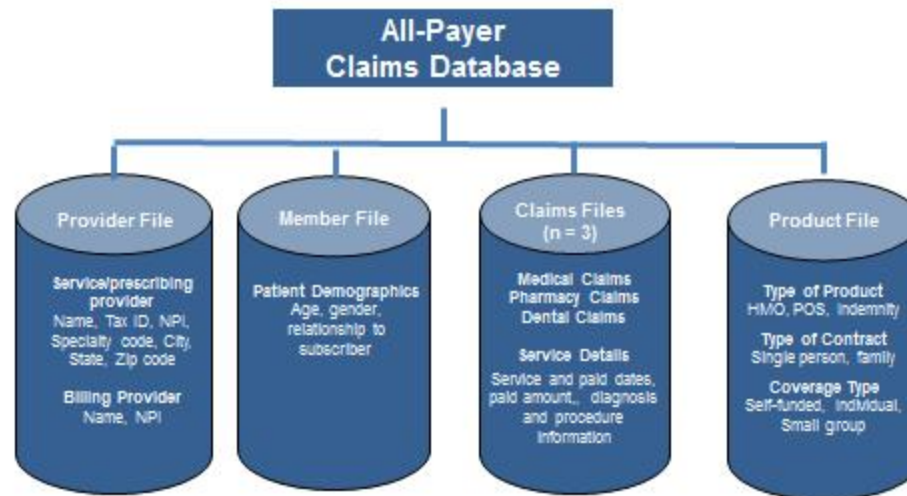 All-Payer
Claims Database
Provider File
Service/prescribing
provider
Name, Tax ID, NPI,
Specialty code, City,
State, Zip code
Billing Provider
Name, NPI
Member File
Patient Demographics
Age, gender,
relationship to
subscriber
Claims Files
(n = 3)
Medical Claims
Pharmacy Claims
Dental Claims
Service Details
Service and paid dates,
paid amount,, diagnosis
and procedure
information
Product File
Type of Product
HMO, POS, Indemnity
Type of Contract
Single person, family
Coverage Type
Self-funded, Individual,
Small group